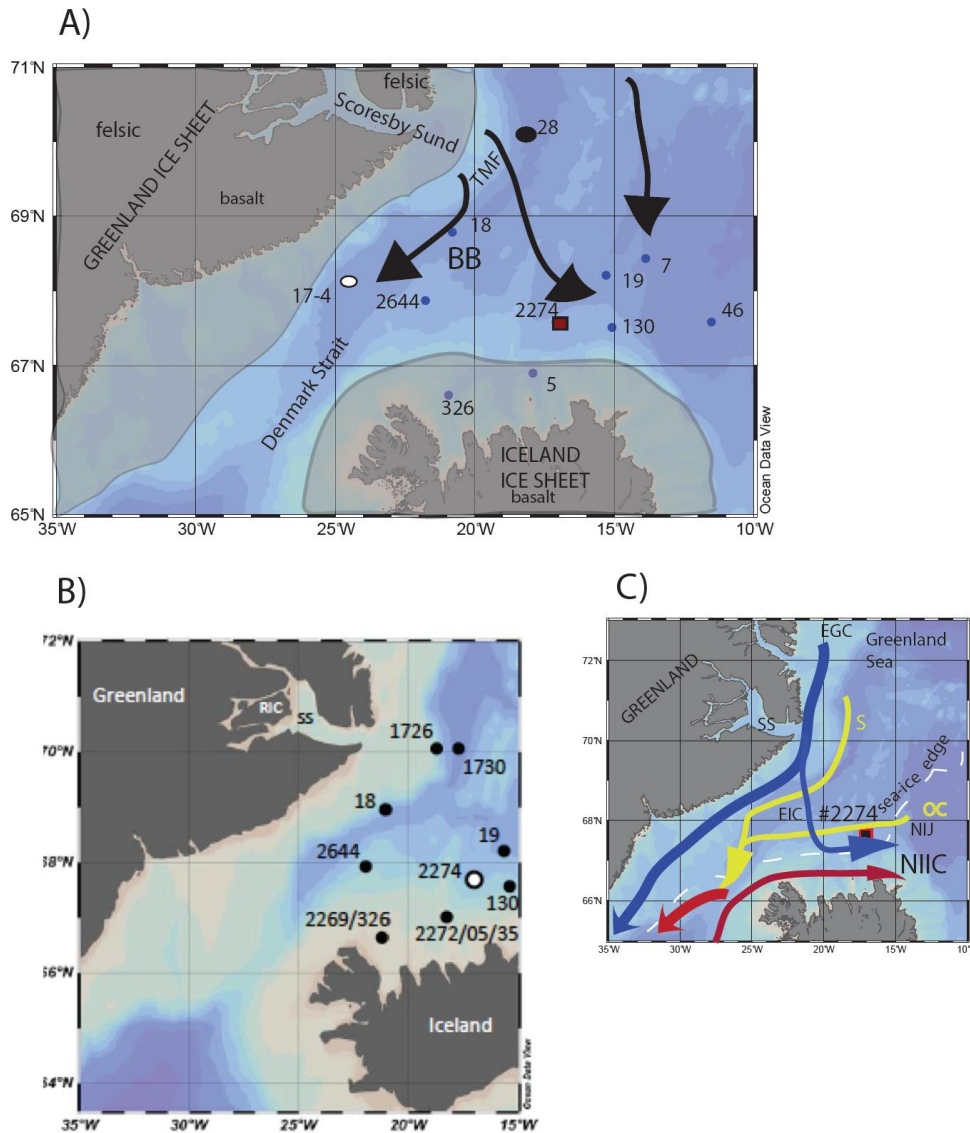 A)
71°N
69°N
67°N
65°N
felsic
felsic
Scoresby Sund
GREENLAND ICE SHEET
basalt
TMF
28
18
BB
17-4
2644
2274
7
19
130
46
Denmark Strait
5
326
ICELAND
ICE SHEET
basalt
Ocean Data View
35°W
30°W
25°W
20°W
15°W
10°W
B)
72°N
70°N
68°N
66°N
64°N
Greenland
RIC
SS
1726
1730
18
19
2644
2274
130
2269/326
2272/05/35
Iceland
Ocean Data View
35°W
30°W
25°W
20°W
15°W
C)
72°N
70°N
68°N
66°N
EGC
Greenland
Sea
GREENLAND
SS
S
sea-ice edge
EIC
#2274
OC
NIJ
NIIC
35°W
30°W
25°W
20°W
15°W
10°